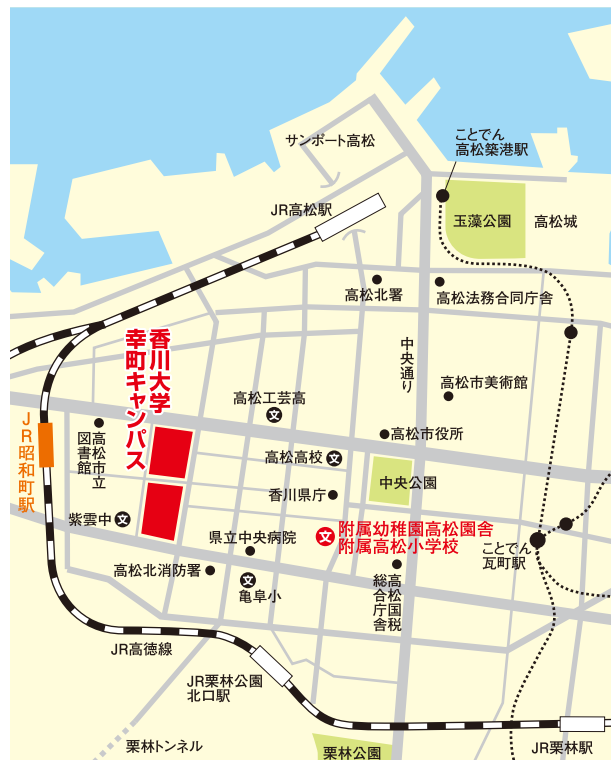 サンポート高松
ことでん
高松築港駅
JR高松駅
玉藻公園
高松城
高松北署
高松法務合同庁舎
香川大学
幸町キャンパス
中央通り
高松市美術館
高松工芸高
文
高松市立
図書館
JR昭和町駅
高松市役所
高松高校
文
中央公園
香川県庁
紫雲中
文
県立中央病院
文
附属幼稚園高松園舎
附属高松小学校
ことでん
瓦町駅
高松北消防署
文
亀阜小
高松国税
総合庁舎
JR高徳線
JR栗林公園
北口駅
栗林トンネル
栗林公園
JR栗林駅